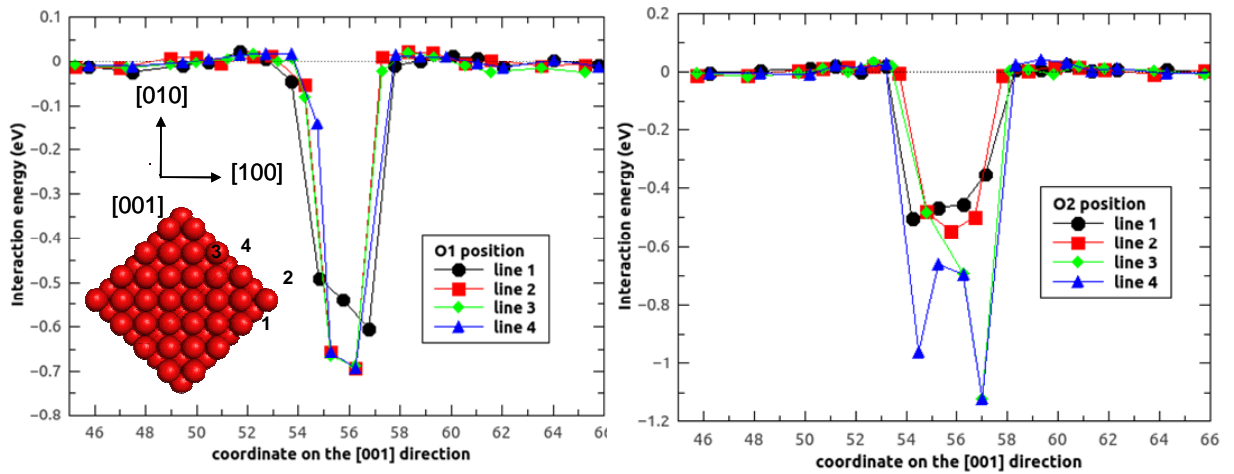 0.1
0
−0.1
−0.2
−0.3
−0.4
−0.5
−0.6
−0.7
−0.8
Interaction energy (eV)
[010]
[100]
[001]
3
4
2
1
O1 position
line 1
line 2
line 3
line 4
46 48 50 52 54 56 58 60 62 64
coordinate on the [001] direction
0.2
0
−0.2
−0.4
−0.6
−0.8
−1
−1.2
Interaction energy (eV)
O2 position
line 1
line 2
line 3
line 4
46 48 50 52 54 56 58 60 62 64 66
coordinate on the [001] direction